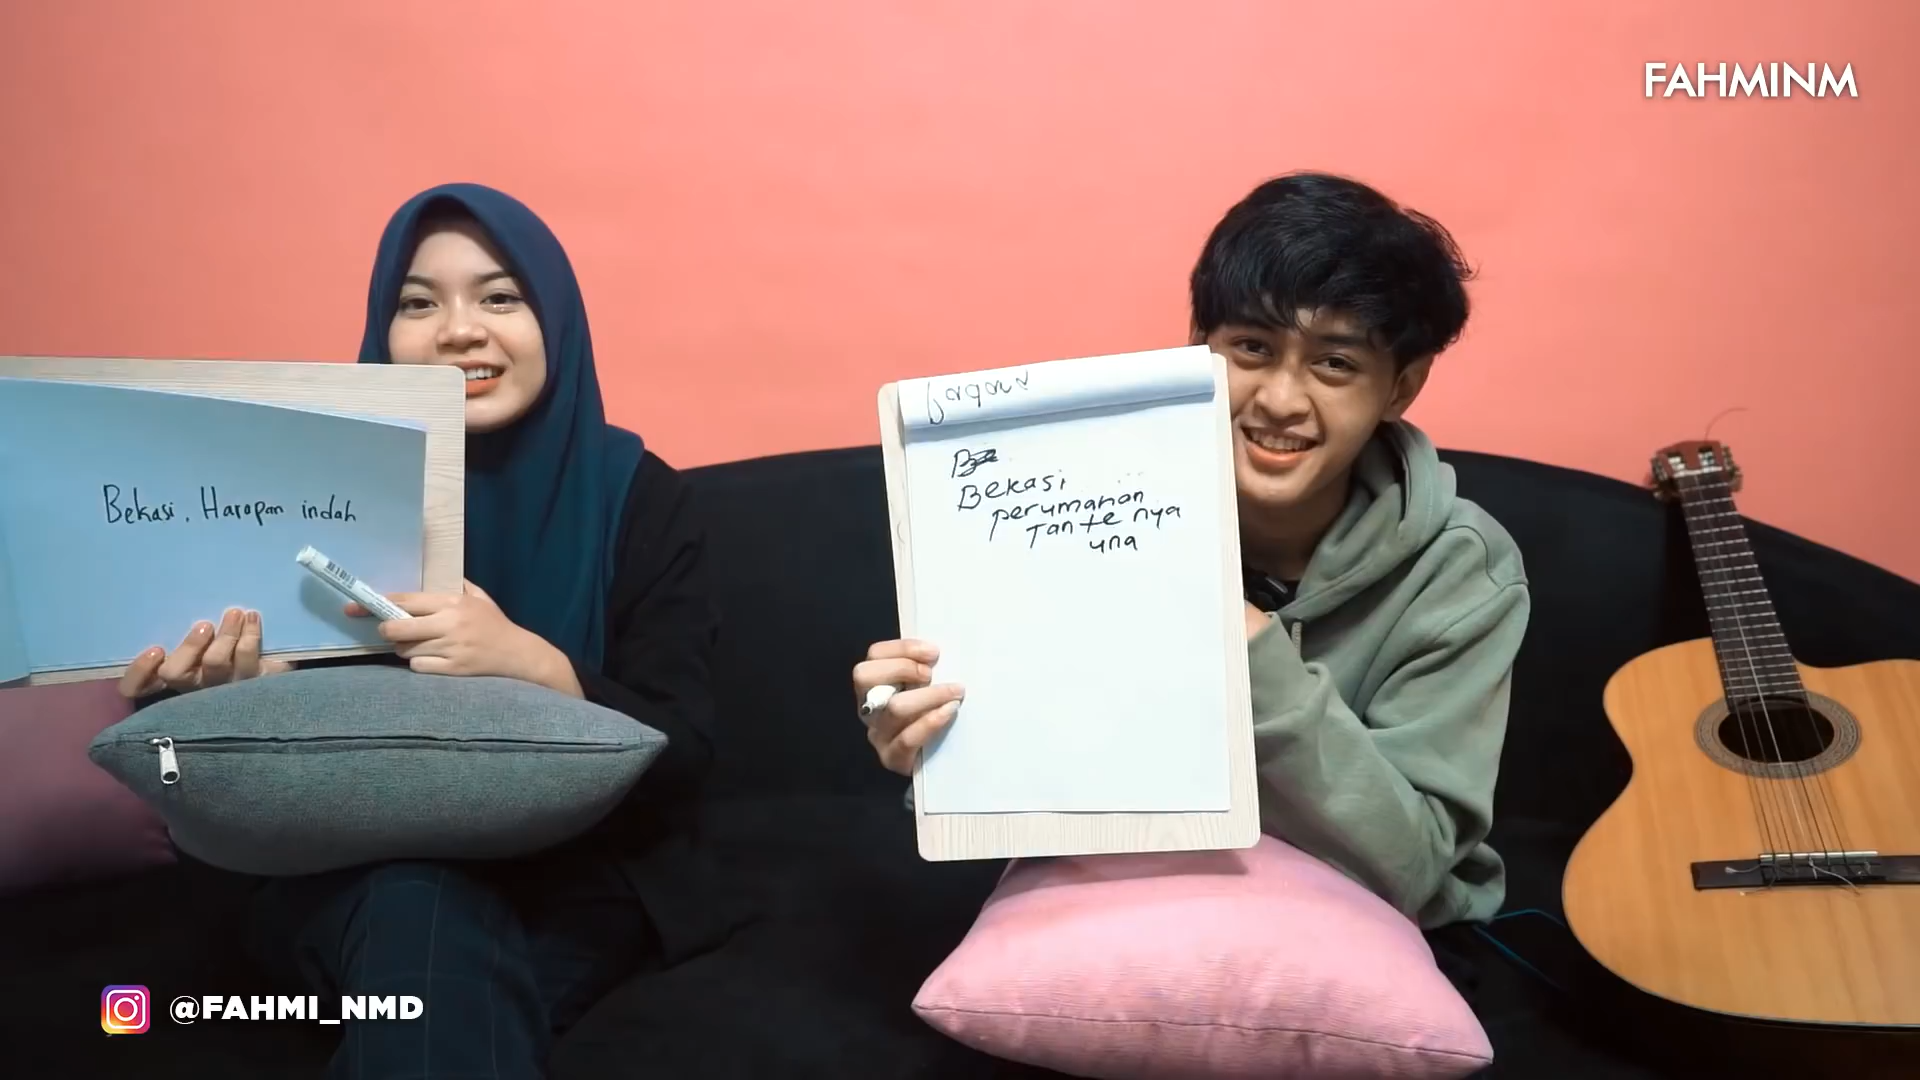 FAHMINM
Bekasi, Harapan indah
Bekasi
perumahan
Tante nya
una
@FAHMI_NMD